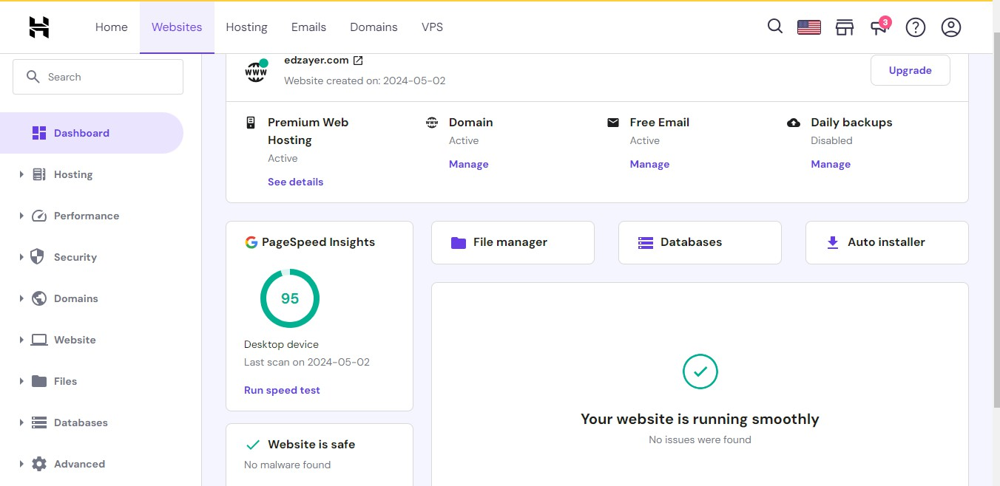 Home
Websites
Hosting
Emails
Domains
VPS
3
Search
Dashboard
Hosting
Performance
Security
Domains
Website
Files
Databases
Advanced
www
edzayer.com
Website created on: 2024-05-02
Upgrade
Premium Web
Hosting
Active
See details
www
Domain
Active
Manage
Free Email
Active
Manage
Daily backups
Disabled
Manage
PageSpeed Insights
95
Desktop device
Last scan on 2024-05-02
Run speed test
File manager
Databases
Auto installer
Your website is running smoothly
No issues were found
Website is safe
No malware found